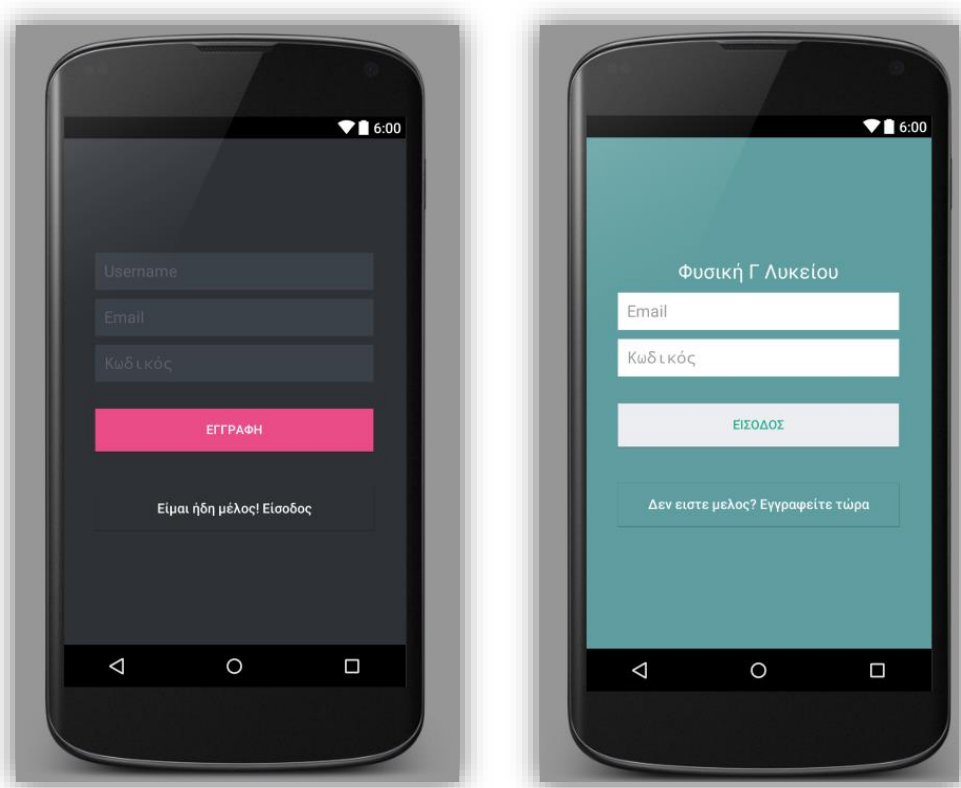 6:00
Username
Email
Κωδικός
ΕΓΓΡΑΦΗ
Είμαι ήδη μέλος! Είσοδος
6:00
Φυσική Γ Λυκείου
Email
Κωδικός
ΕΙΣΟΔΟΣ
Δεν ειστε μελος? Εγγραφείτε τώρα